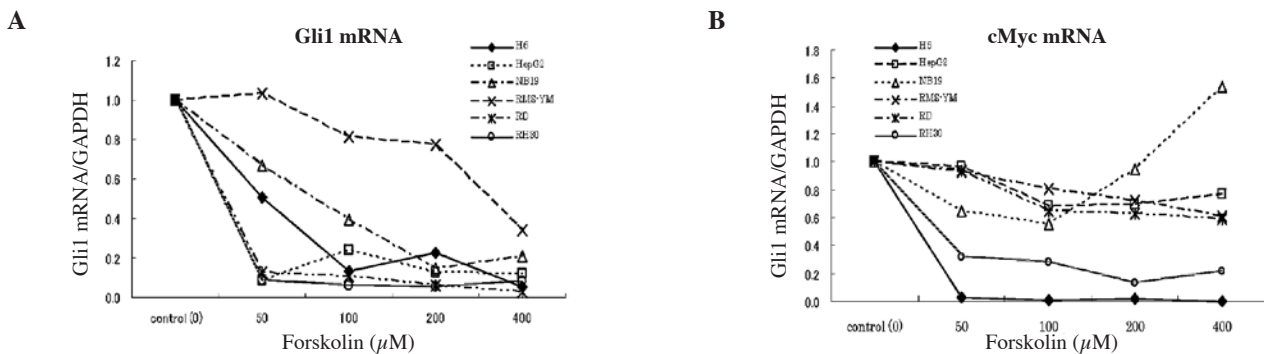 A
Gli1 mRNA
H6
HepG2
NB19
RMS-YM
RD
RH30
Gli1 mRNA/GAPDH
1.2
1.0
0.8
0.6
0.4
0.2
0.0
control (0)
50
100
200
400
Forskolin (µM)
B
cMyc mRNA
H6
HepG2
NB19
RMS-YM
RD
RH30
Gli1 mRNA/GAPDH
1.8
1.6
1.4
1.2
1.0
0.8
0.6
0.4
0.2
0.0
control (0)
50
100
200
400
Forskolin (µM)